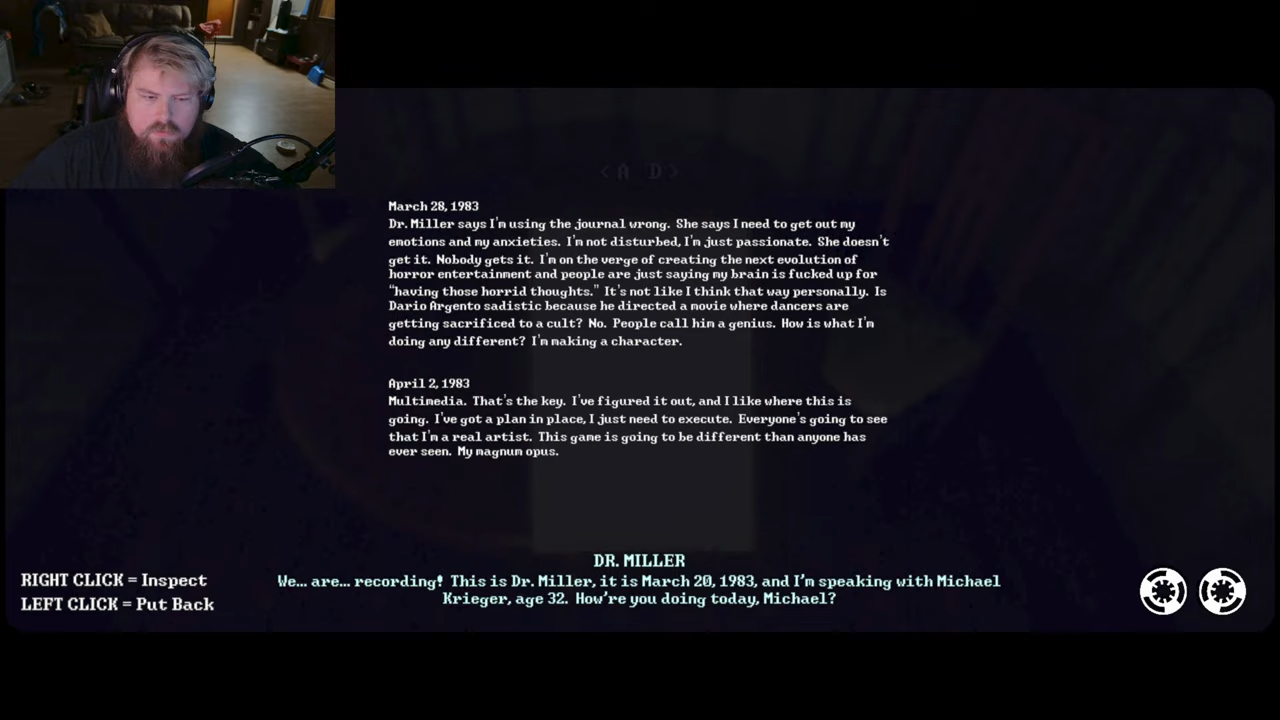 < A D >
March 28, 1983
Dr. Miller says I'm using the journal wrong. She says I need to get out my
emotions and my anxieties. I'm not disturbed, I'm just passionate. She doesn't
get it. Nobody gets it. I'm on the verge of creating the next evolution of
horror entertainment and people are just saying my brain is fucked up for
"having those horrid thoughts." It's not like I think that way personally. Is
Dario Argento sadistic because he directed a movie where dancers are
getting sacrificed to a cult? No. People call him a genius. How is what I'm
doing any different? I'm making a character.
April 2, 1983
Multimedia. That's the key. I've figured it out, and I like where this is
going. I've got a plan in place, I just need to execute. Everyone's going to see
that I'm a real artist. This game is going to be different than anyone has
ever seen. My magnum opus.
DR. MILLER
We... are... recording! This is Dr. Miller, it is March 20, 1983, and I'm speaking with Michael
Krieger, age 32. How're you doing today, Michael?
RIGHT CLICK = Inspect
LEFT CLICK = Put Back